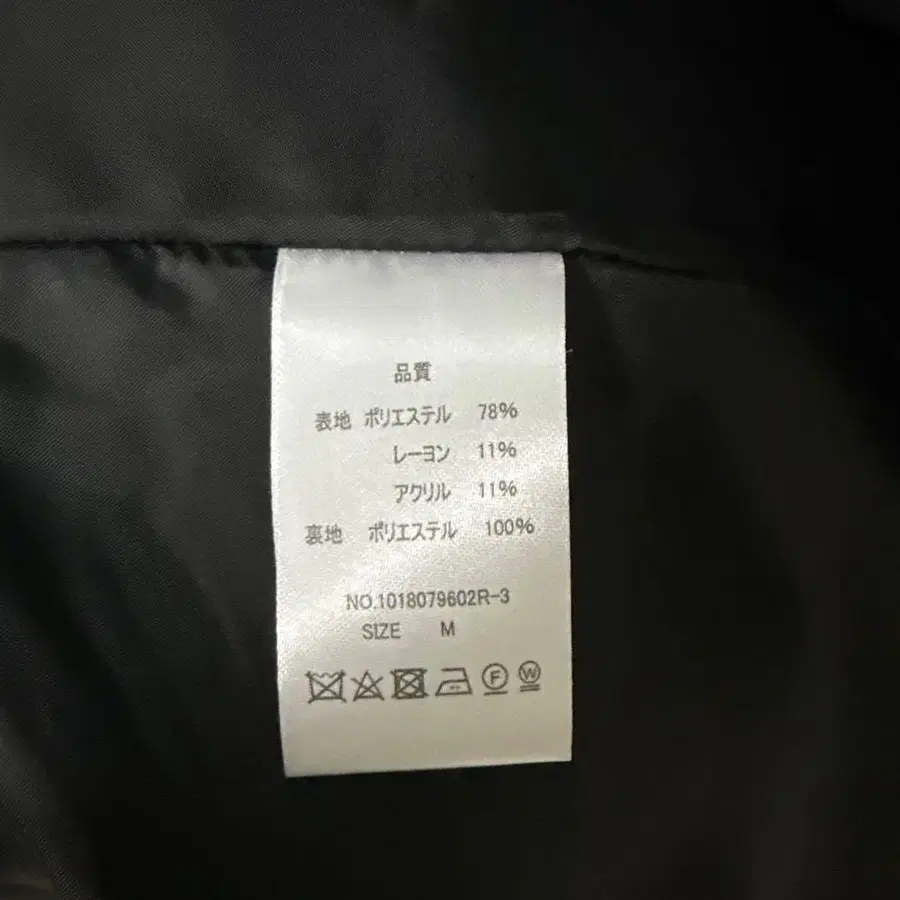 品質
表地 ポリエステル 78%
レーヨン 11%
アクリル 11%
裏地 ポリエステル 100%
NO.1018079602R-3
SIZE M
F W